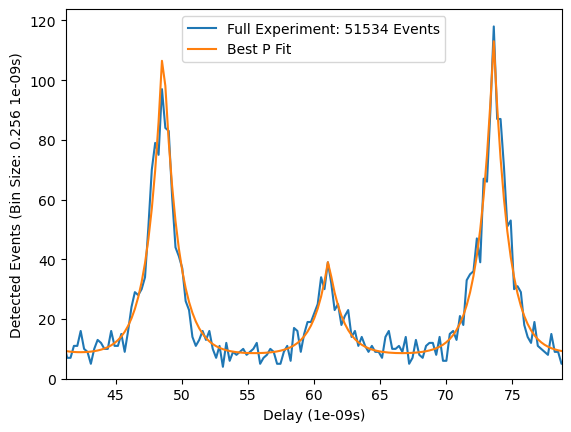 Full Experiment: 51534 Events
Best P Fit
Detected Events (Bin Size: 0.256 1e-09s)
120
100
80
60
40
20
0
45 50 55 60 65 70 75
Delay (1e-09s)